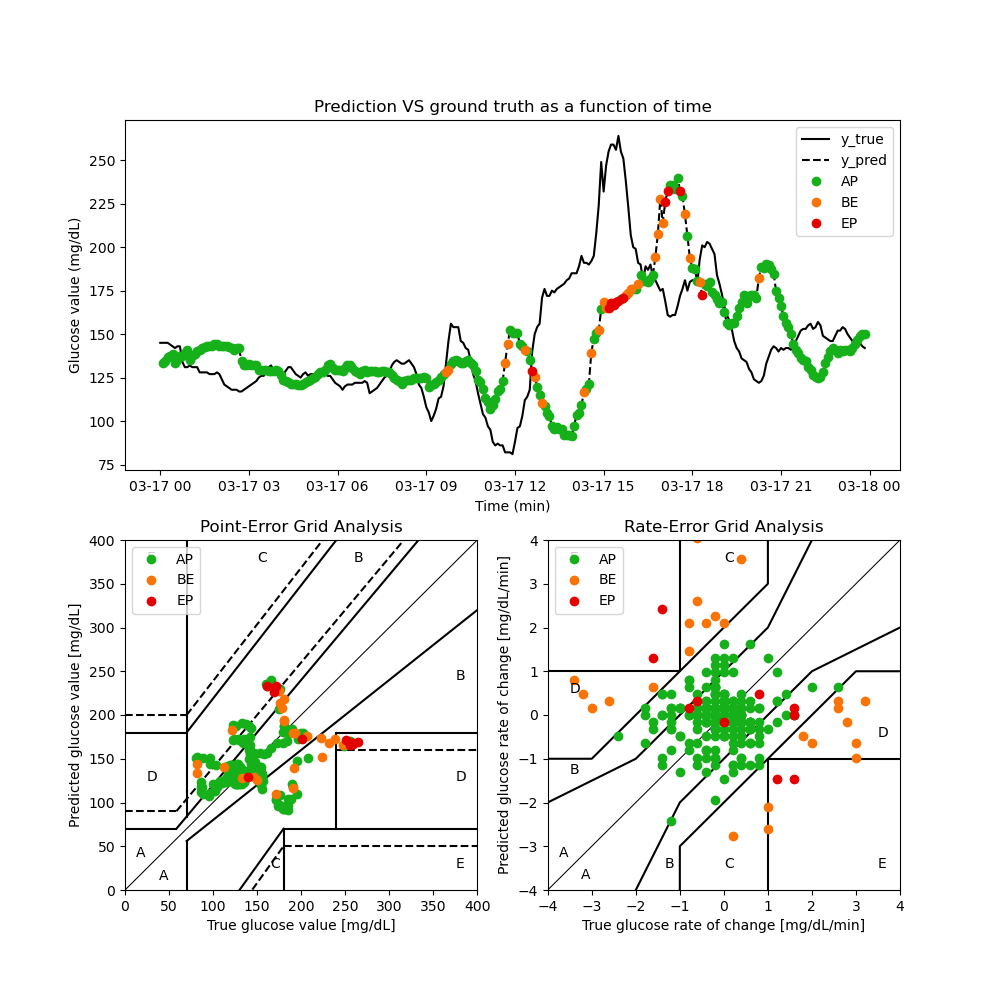 Prediction VS ground truth as a function of time
Glucose value (mg/dL)
250
225
200
175
150
125
100
75
y_true
y_pred
AP
BE
EP
03-17 00 03-17 03 03-17 06 03-17 09 03-17 12 03-17 15 03-17 18 03-17 21 03-18 00
Time (min)
Point-Error Grid Analysis
Predicted glucose value [mg/dL]
400
350
300
250
200
150
100
50
0
AP
BE
EP
C
B
B
D
D
A
A
C
E
0 50 100 150 200 250 300 350 400
True glucose value [mg/dL]
Rate-Error Grid Analysis
Predicted glucose rate of change [mg/dL/min]
4
3
2
1
0
−1
−2
−3
−4
AP
BE
EP
C
D
D
B
A
A
B
C
E
−4 −3 −2 −1 0 1 2 3 4
True glucose rate of change [mg/dL/min]